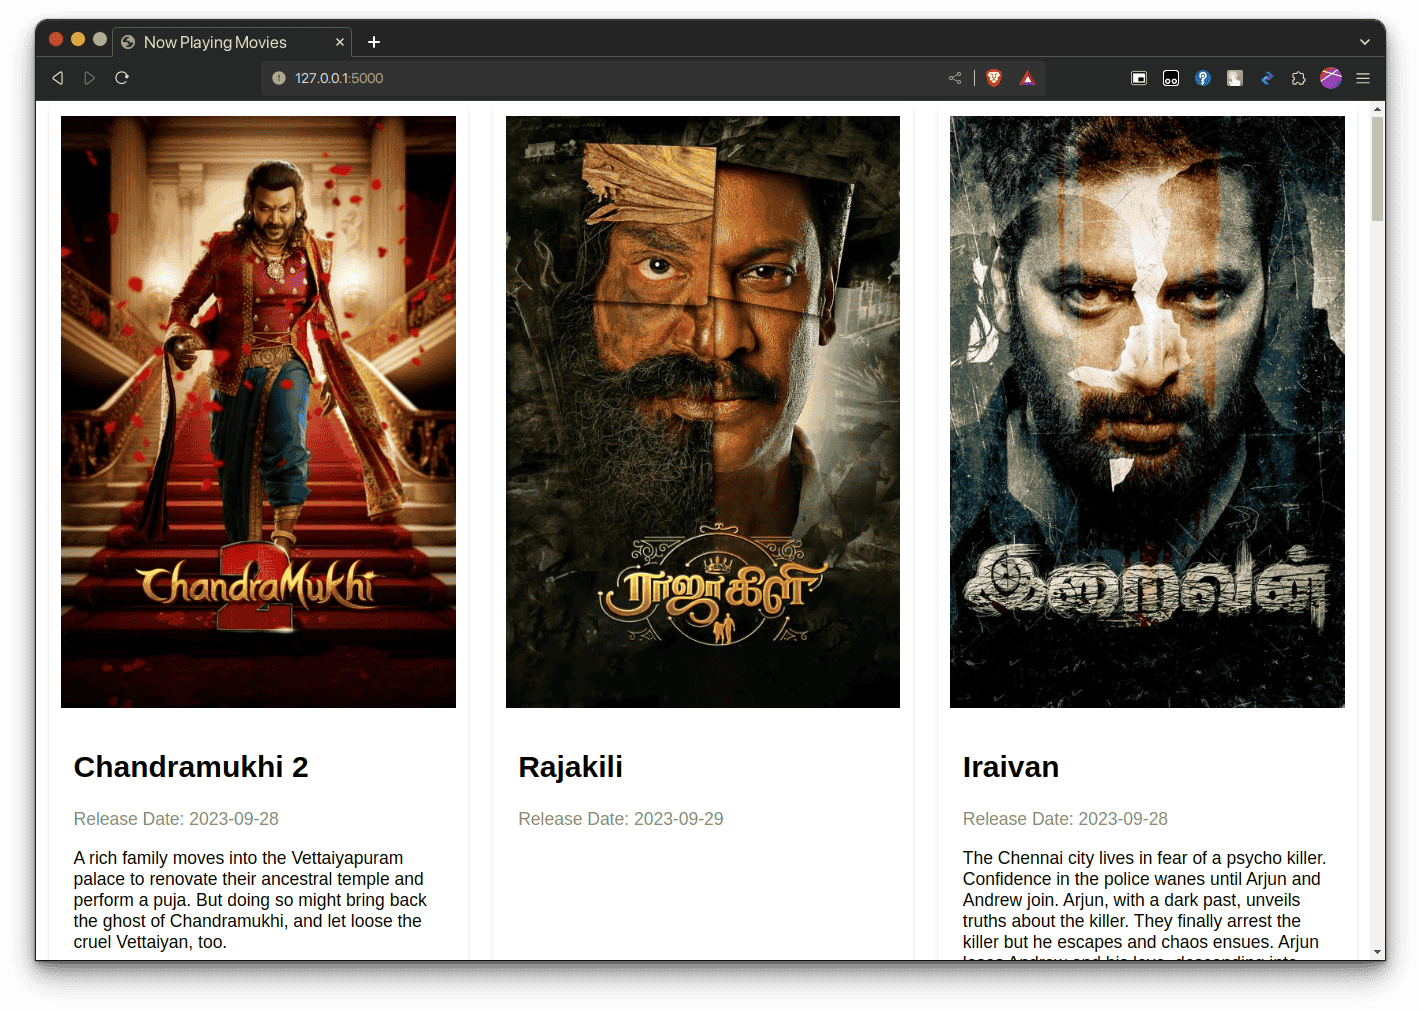 Now Playing Movies
127.0.0.1:5000
ChandraMukhi
2
ராஜா கிளி
இறைவன்
Chandramukhi 2
Release Date: 2023-09-28
A rich family moves into the Vettaiyapuram
palace to renovate their ancestral temple and
perform a puja. But doing so might bring back
the ghost of Chandramukhi, and let loose the
cruel Vettaiyan, too.
Rajakili
Release Date: 2023-09-29
Iraivan
Release Date: 2023-09-28
The Chennai city lives in fear of a psycho killer.
Confidence in the police wanes until Arjun and
Andrew join. Arjun, with a dark past, unveils
truths about the killer. They finally arrest the
killer but he escapes and chaos ensues. Arjun